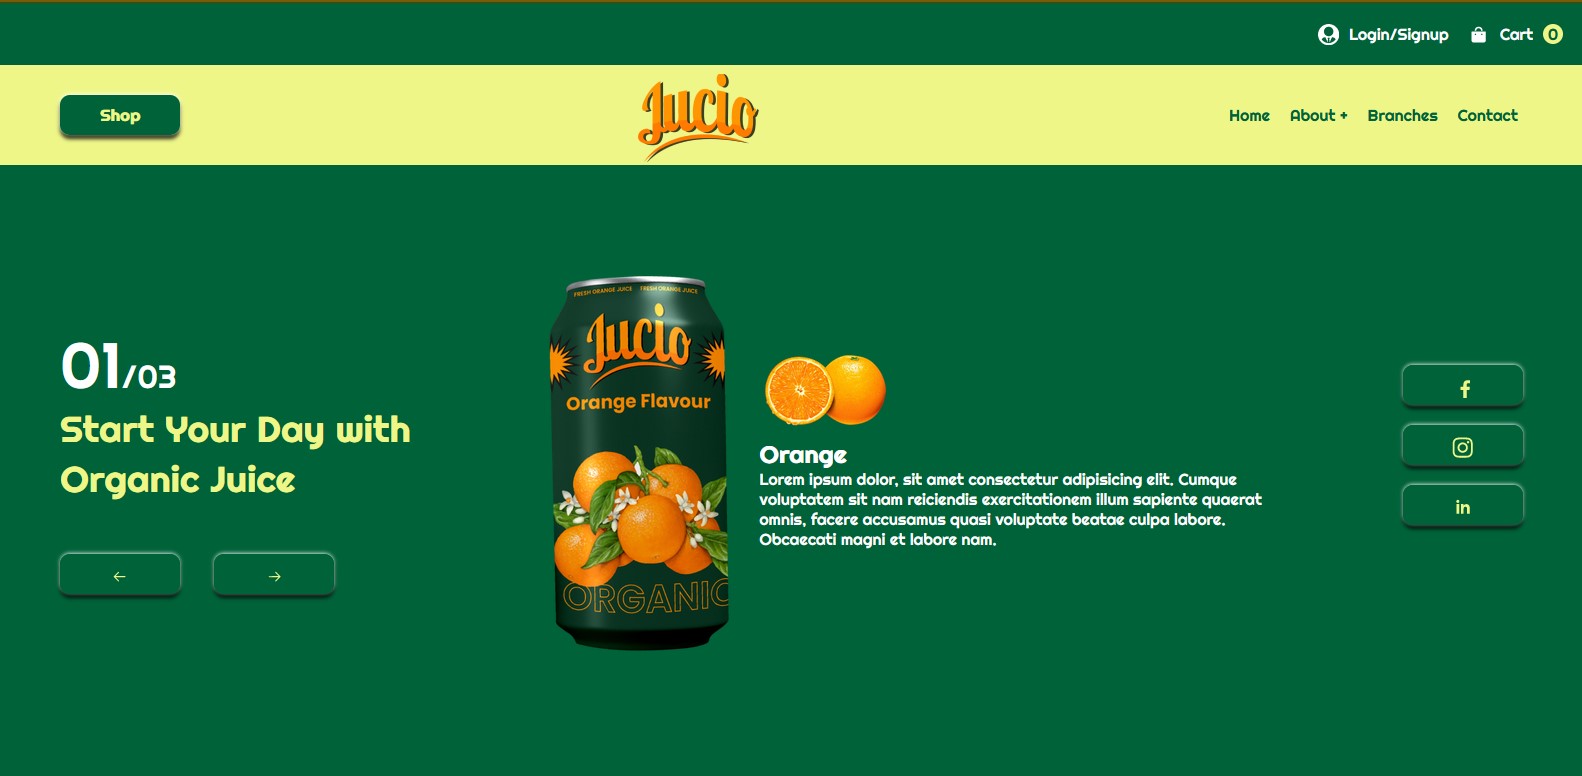 Login/Signup Cart 0
Shop
Jucio
Home About + Branches Contact
01/03
Start Your Day with
Organic Juice
← →
FRESH ORANGE JUICE FRESH ORANGE JUICE
Jucio
Orange Flavour
ORGANIC
Orange
Lorem ipsum dolor, sit amet consectetur adipisicing elit. Cumque
voluptatem sit nam reiciendis exercitationem illum sapiente quaerat
omnis, facere accusamus quasi voluptate beatae culpa labore.
Obcaecati magni et labore nam.
f
in